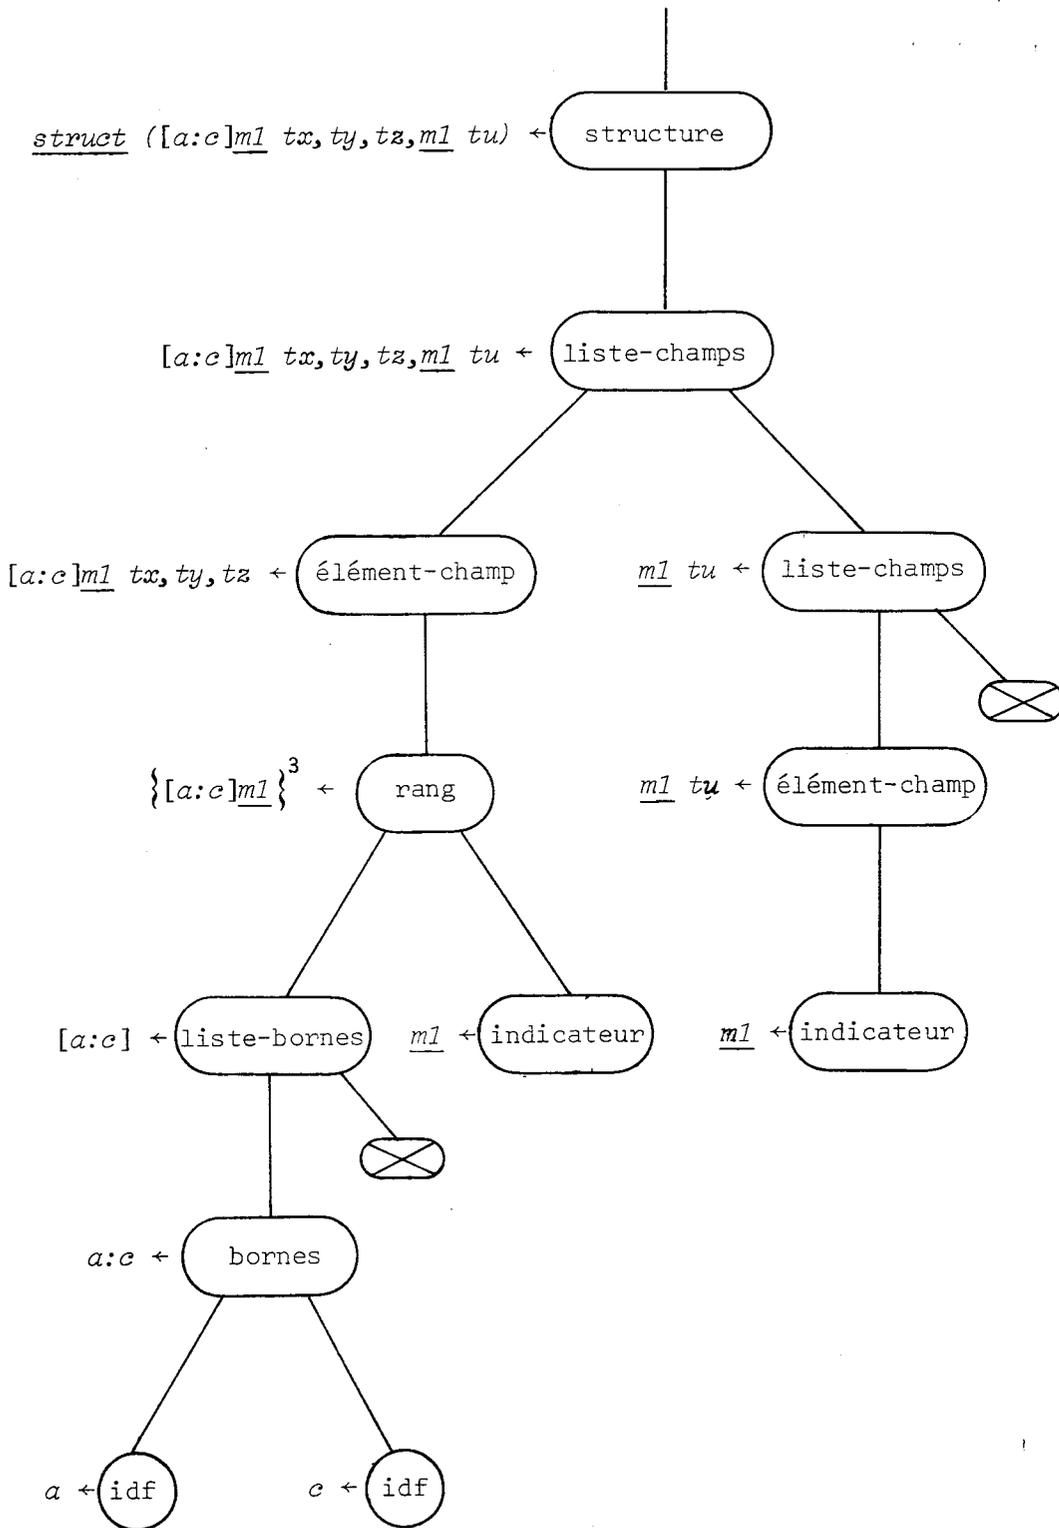 struct ([a:c]m1 tx,ty,tz,m1 tu) ← structure
[a:c]m1 tx,ty,tz,m1 tu ← liste-champs
[a:c]m1 tx,ty,tz ← élément-champ
m1 tu ← liste-champs
{[a:c]m1}³ ← rang
m1 tu ← élément-champ
[a:c] ← liste-bornes
m1 ← indicateur
m1 ← indicateur
a:c ← bornes
a ← idf
c ← idf